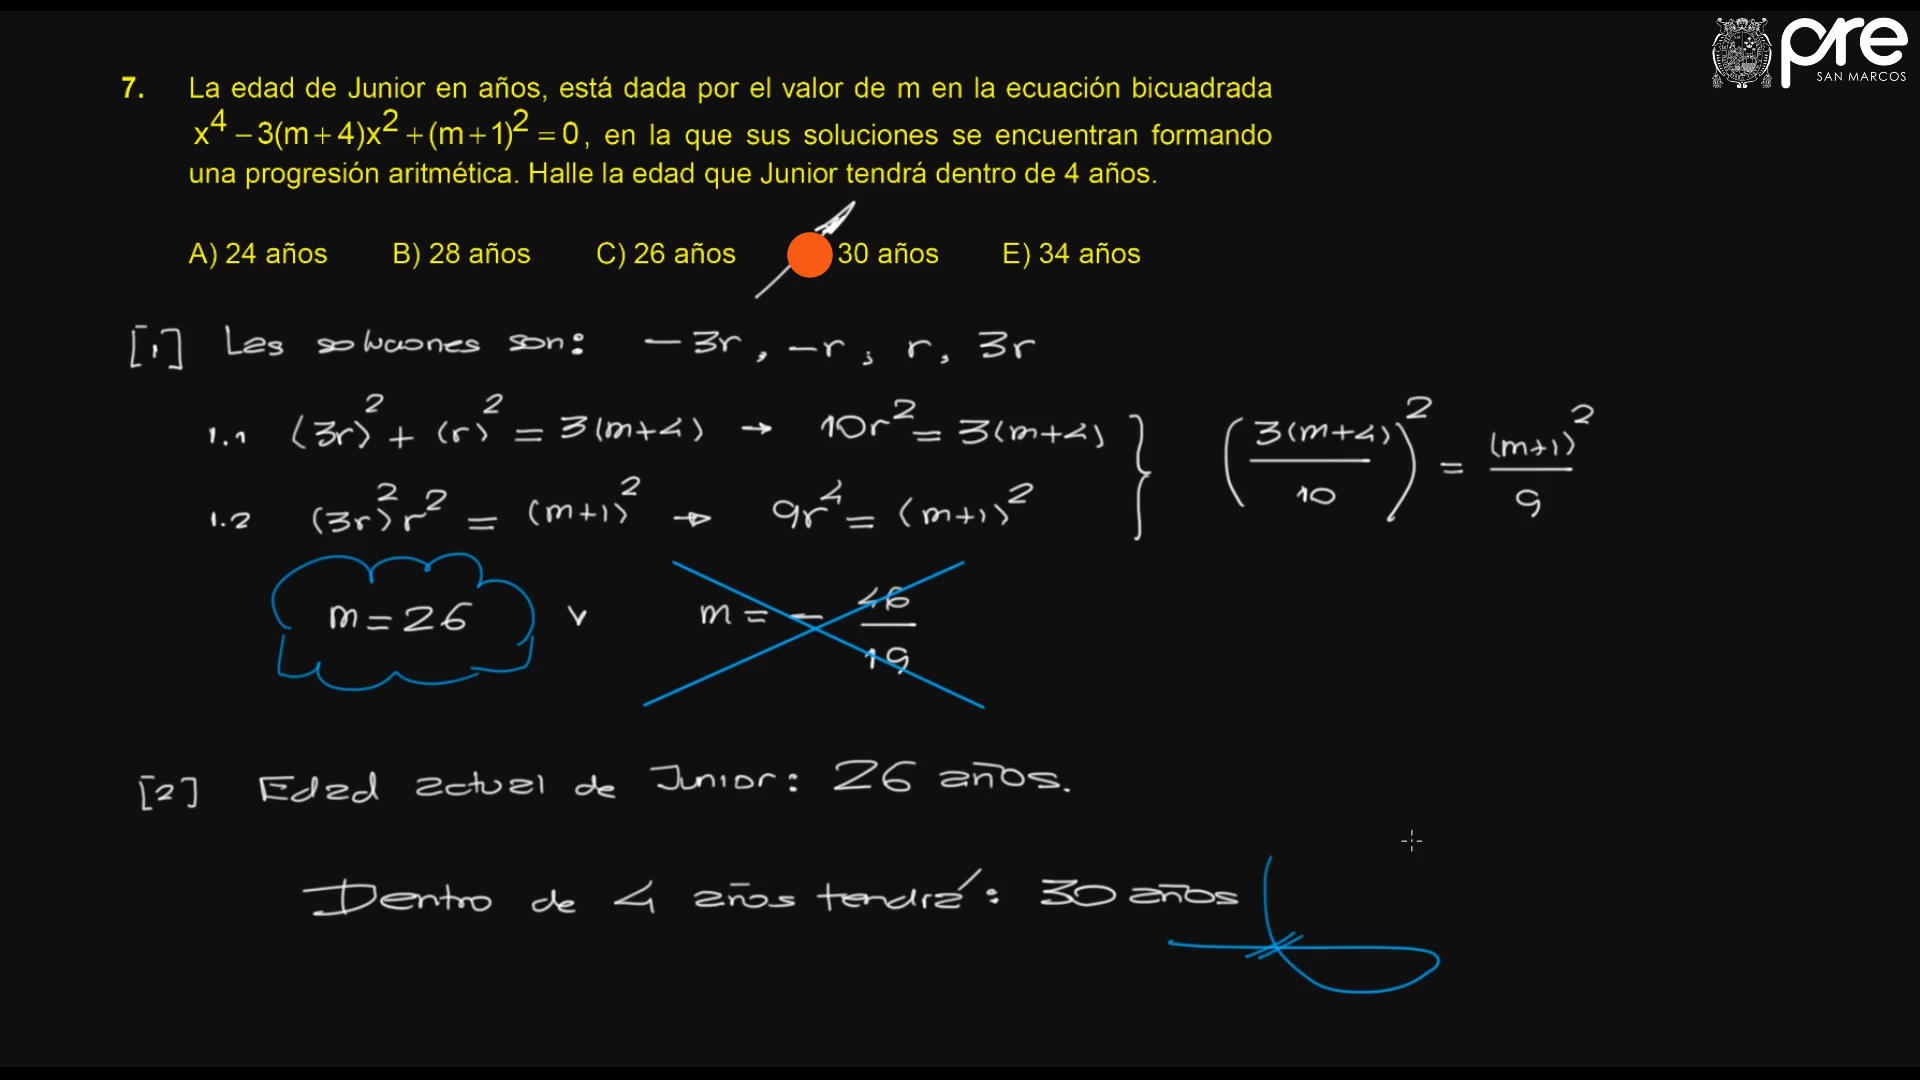 pre
SAN MARCOS
7. La edad de Junior en años, está dada por el valor de m en la ecuación bicuadrada
x⁴ – 3(m + 4)x² + (m + 1)² = 0, en la que sus soluciones se encuentran formando
una progresión aritmética. Halle la edad que Junior tendrá dentro de 4 años.
A) 24 años B) 28 años C) 26 años 30 años E) 34 años
[1] Las soluciones son: -3r, -r, r, 3r
1.1 (3r)² + (r)² = 3(m+4) → 10r² = 3(m+4) } (3(m+4)/10)² = (m+1)²/9
1.2 (3r)²r² = (m+1)² → 9r⁴ = (m+1)²
m = 26 v m = - 46/19
[2] Edad actual de Junior: 26 años.
Dentro de 4 años tendrá: 30 años